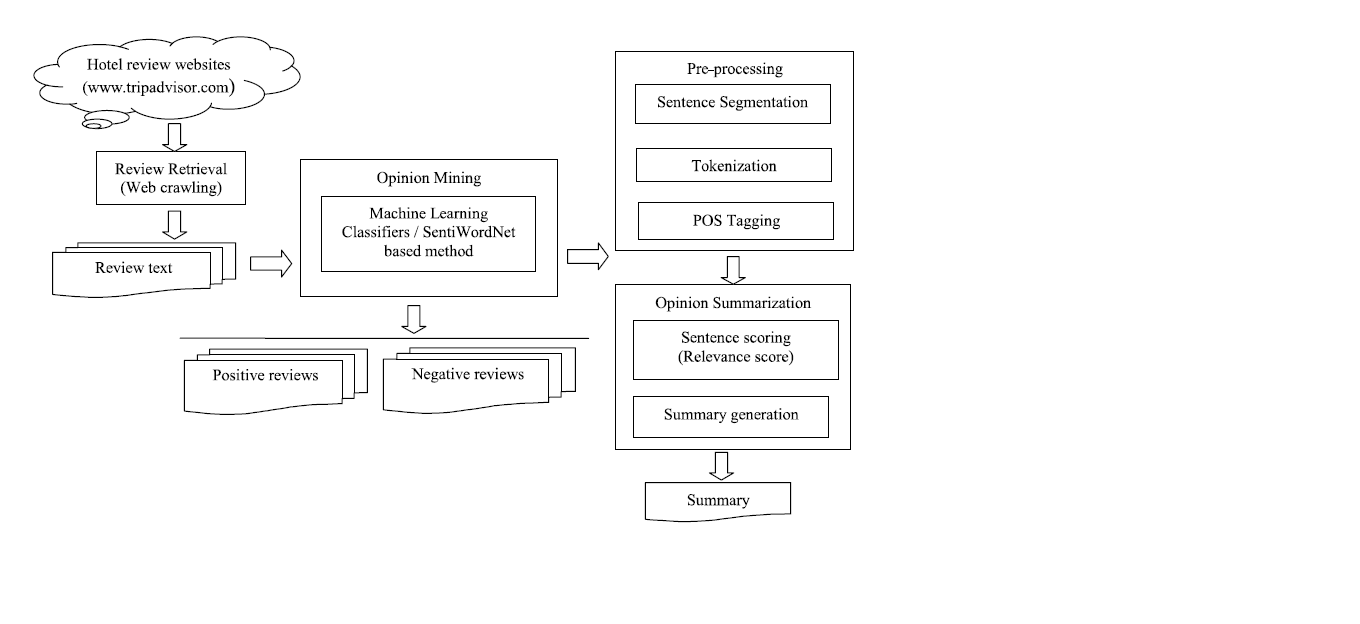 Hotel review websites
(www.tripadvisor.com)
Review Retrieval
(Web crawling)
Review text
Opinion Mining
Machine Learning
Classifiers / SentiWordNet
based method
Positive reviews
Negative reviews
Pre-processing
Sentence Segmentation
Tokenization
POS Tagging
Opinion Summarization
Sentence scoring
(Relevance score)
Summary generation
Summary